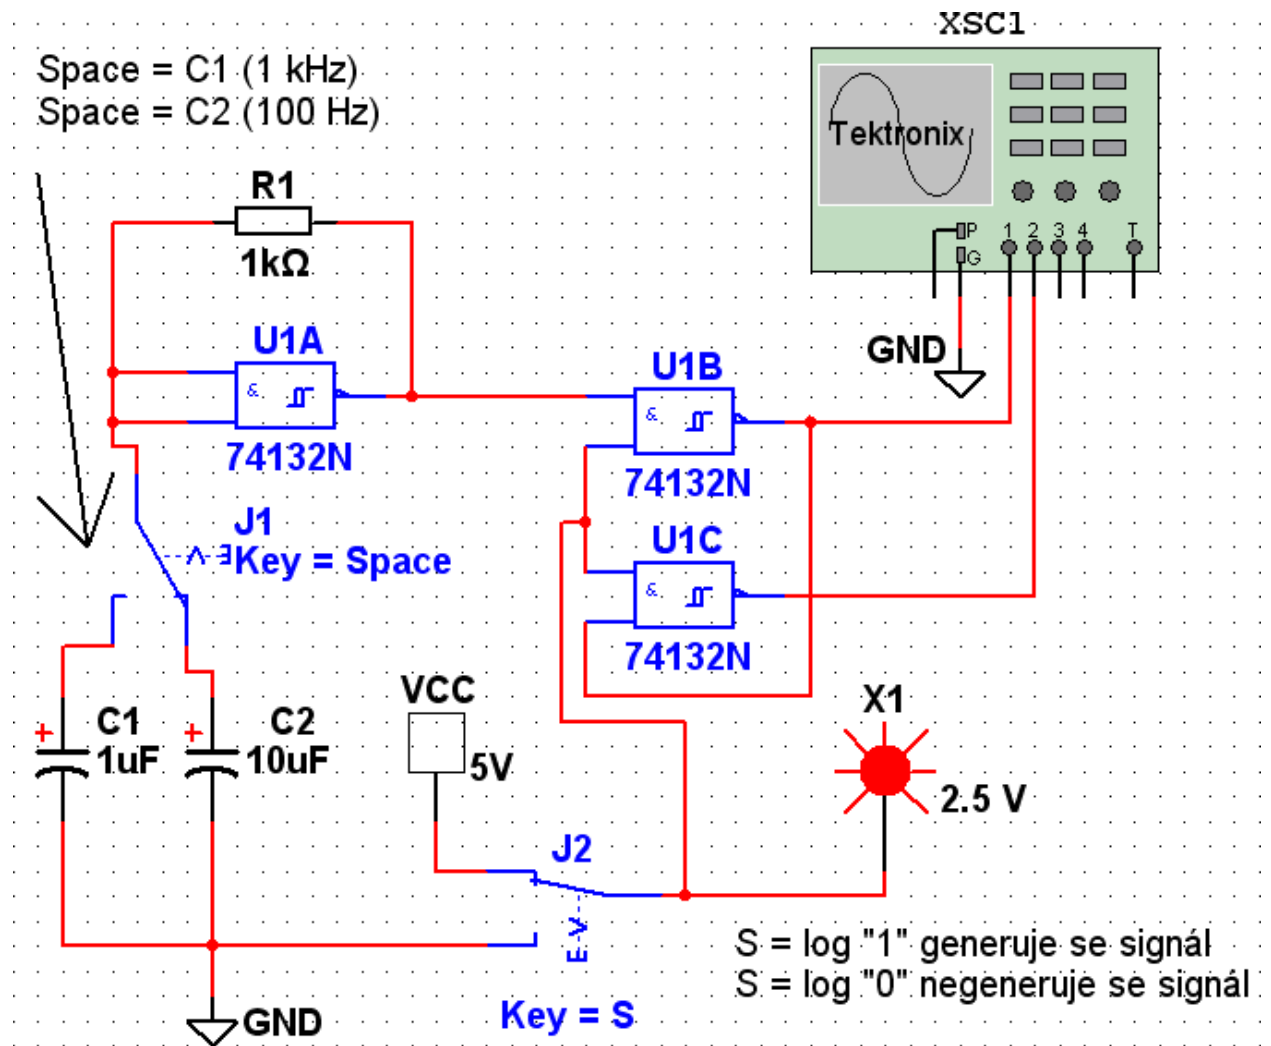 XSC1
Space = C1 (1 kHz)
Space = C2 (100 Hz)
Tektronix
R1
1kΩ
P
G
1 2 3 4 T
GND
U1A
&
74132N
U1B
&
74132N
J1
Key = Space
U1C
&
74132N
VCC
5V
X1
2.5 V
+
C1
1uF
+
C2
10uF
J2
Key = S
GND
S = log "1" generuje se signál
S = log "0" negeneruje se signál